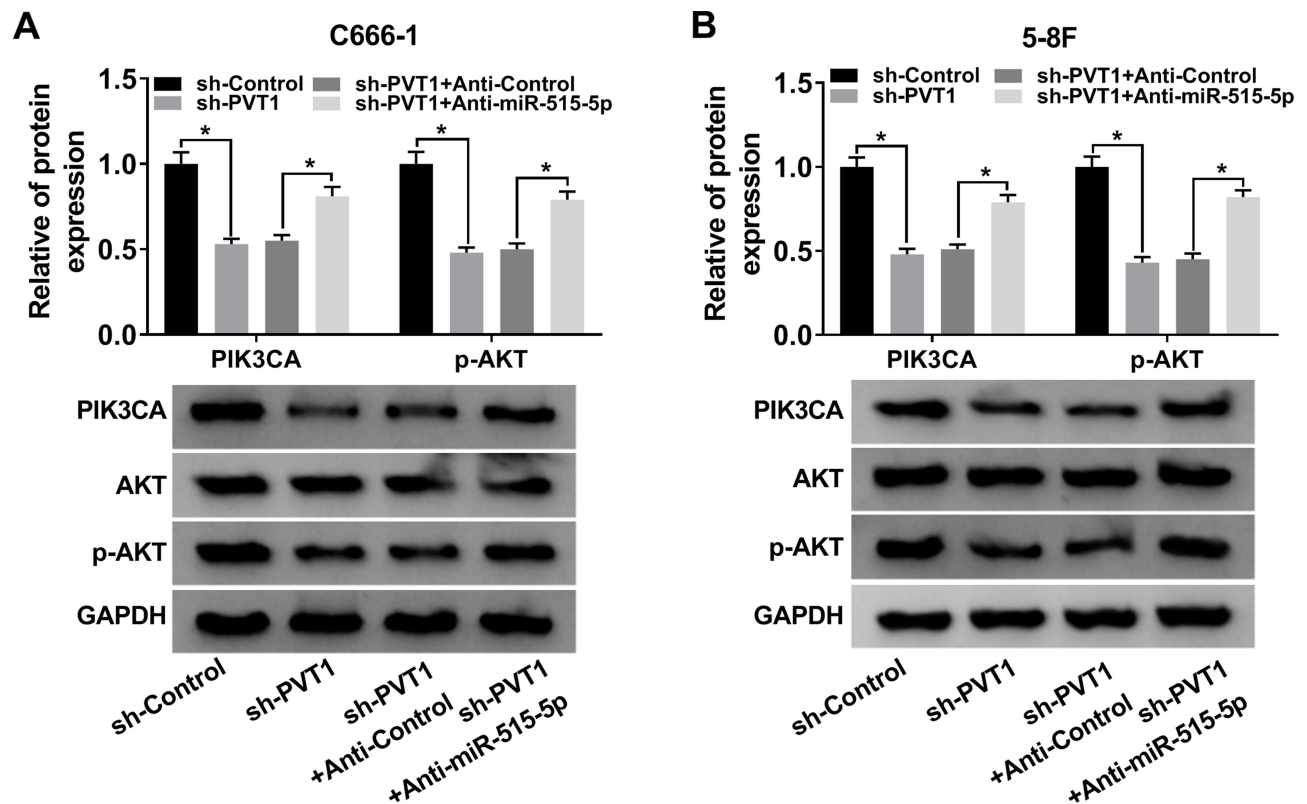 A
C666-1
sh-Control
sh-PVT1+Anti-Control
sh-PVT1
sh-PVT1+Anti-miR-515-5p
Relative of protein
expression
1.5
1.0
0.5
0.0
*
*
*
*
PIK3CA
p-AKT
PIK3CA
AKT
p-AKT
GAPDH
sh-Control
sh-PVT1
sh-PVT1
+Anti-Control
sh-PVT1
+Anti-miR-515-5p
B
5-8F
sh-Control
sh-PVT1+Anti-Control
sh-PVT1
sh-PVT1+Anti-miR-515-5p
Relative of protein
expression
1.5
1.0
0.5
0.0
*
*
*
*
PIK3CA
p-AKT
PIK3CA
AKT
p-AKT
GAPDH
sh-Control
sh-PVT1
sh-PVT1
+Anti-Control
sh-PVT1
+Anti-miR-515-5p